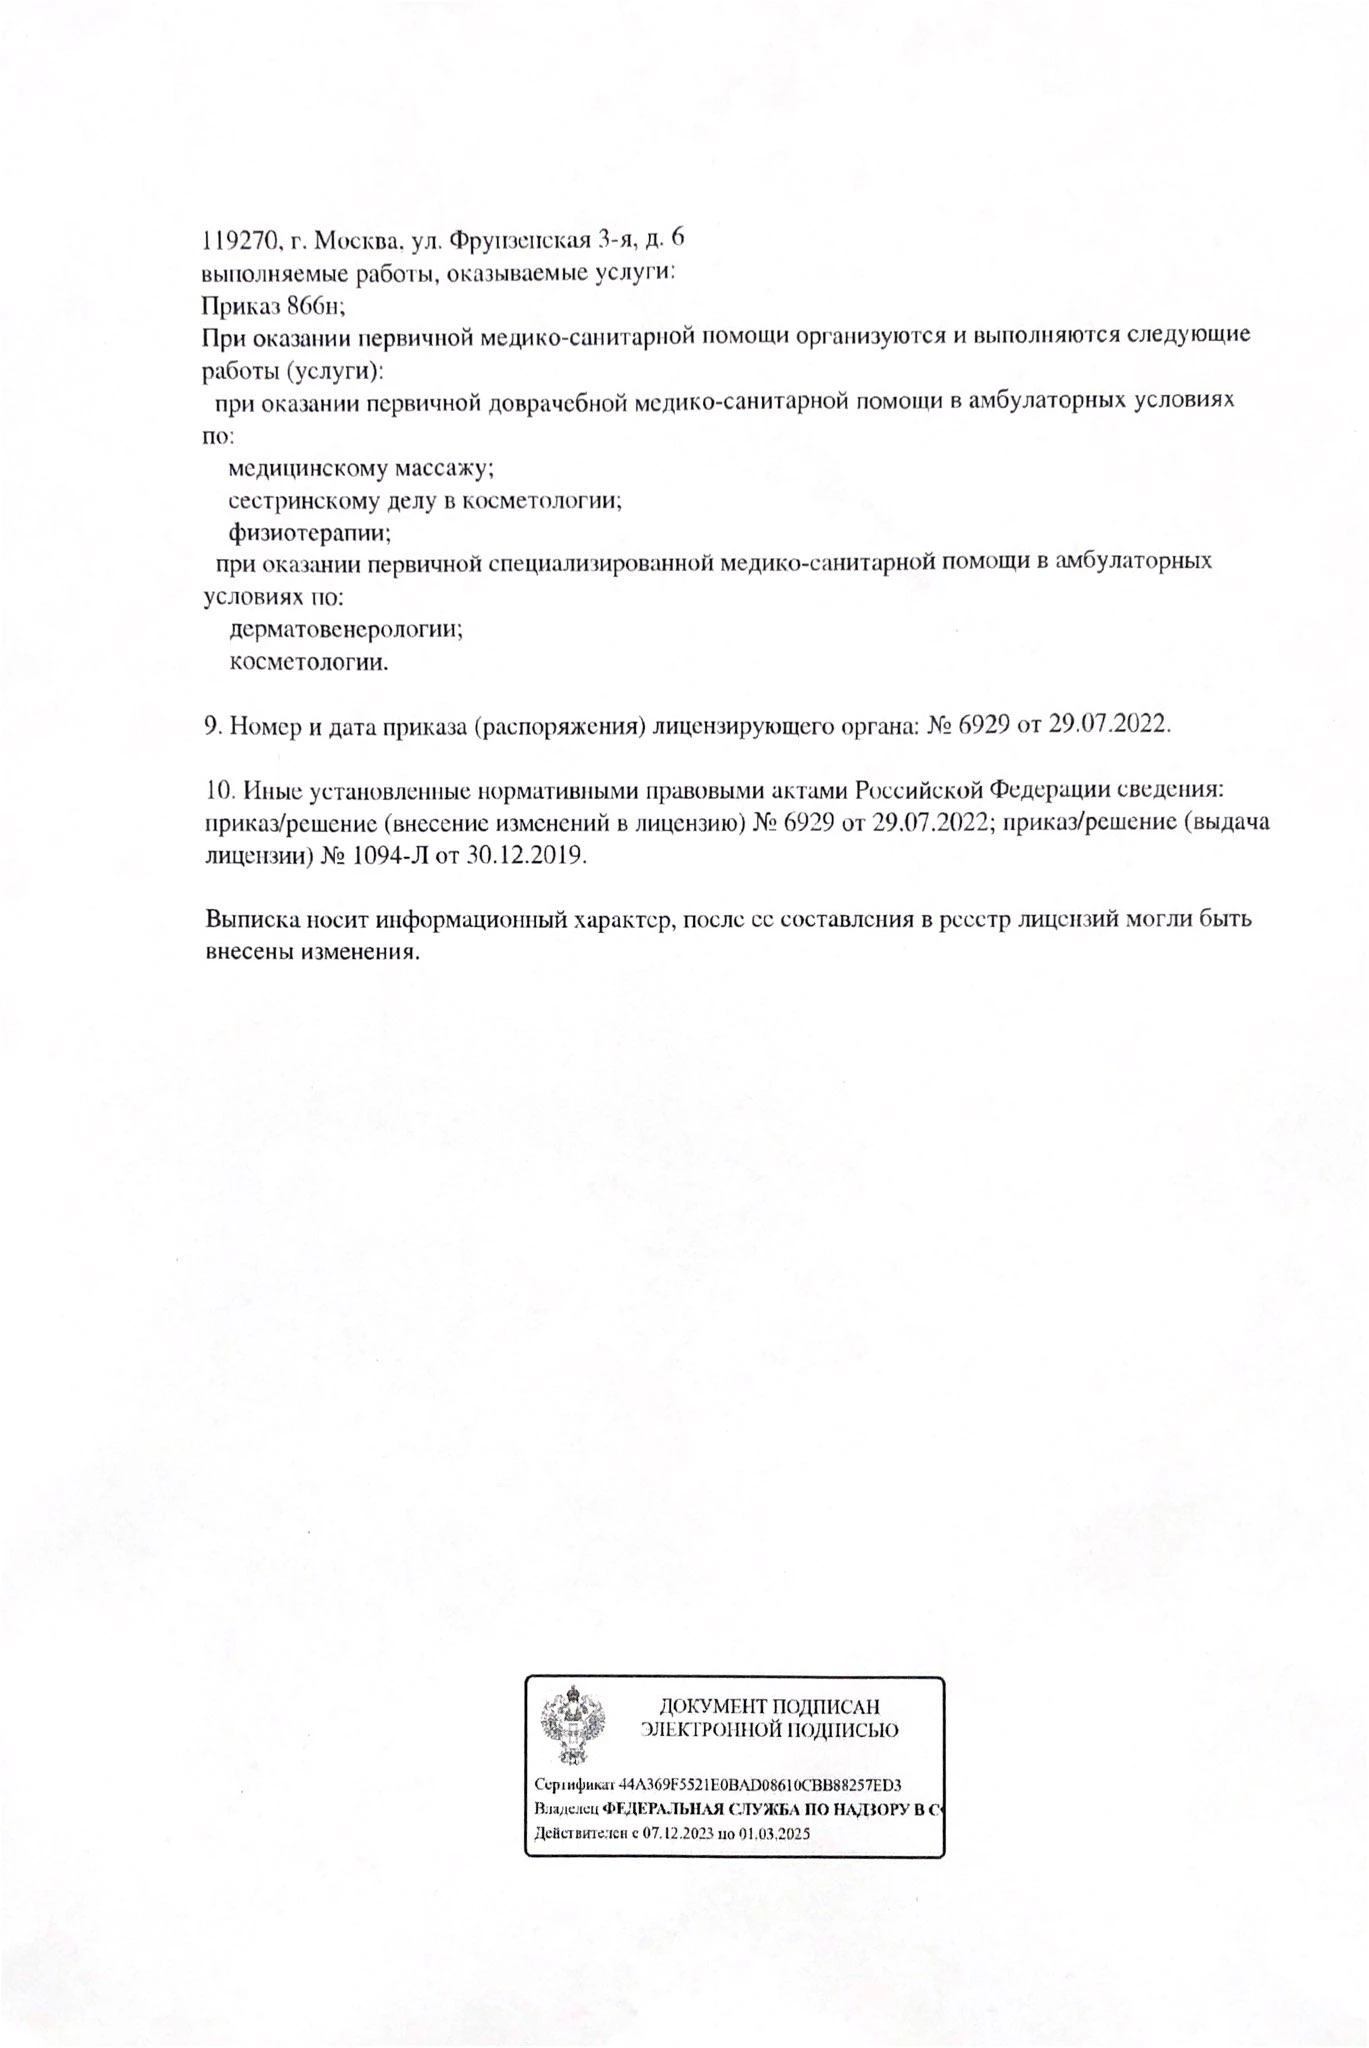 119270, г. Москва, ул. Фрунзенская 3-я, д. 6
выполняемые работы, оказываемые услуги:
Приказ 866н;
При оказании первичной медико-санитарной помощи организуются и выполняются следующие
работы (услуги):
при оказании первичной доврачебной медико-санитарной помощи в амбулаторных условиях
по:
медицинскому массажу;
сестринскому делу в косметологии;
физиотерапии;
при оказании первичной специализированной медико-санитарной помощи в амбулаторных
условиях по:
дерматовенерологии;
косметологии.
9. Номер и дата приказа (распоряжения) лицензирующего органа: № 6929 от 29.07.2022.
10. Иные установленные нормативными правовыми актами Российской Федерации сведения:
приказ/решение (внесение изменений в лицензию) № 6929 от 29.07.2022; приказ/решение (выдача
лицензии) № 1094-Л от 30.12.2019.
Выписка носит информационный характер, после ее составления в реестр лицензий могли быть
внесены изменения.
ДОКУМЕНТ ПОДПИСАН
ЭЛЕКТРОННОЙ ПОДПИСЬЮ
Сертификат 44A369F5521E0BAD08610CBB88257ED3
Владелец ФЕДЕРАЛЬНАЯ СЛУЖБА ПО НАДЗОРУ В С
Действителен с 07.12.2023 по 01.03.2025